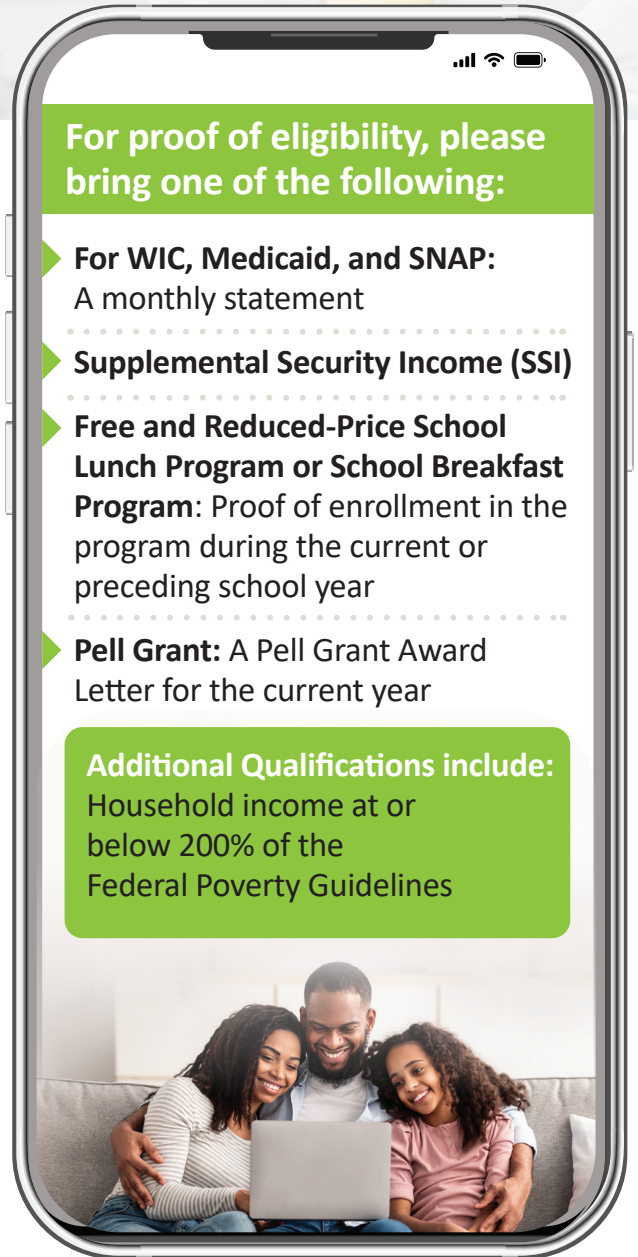 For proof of eligibility, please
bring one of the following:
For WIC, Medicaid, and SNAP:
A monthly statement
Supplemental Security Income (SSI)
Free and Reduced-Price School
Lunch Program or School Breakfast
Program: Proof of enrollment in the
program during the current or
preceding school year
Pell Grant: A Pell Grant Award
Letter for the current year
Additional Qualifications include:
Household income at or
below 200% of the
Federal Poverty Guidelines